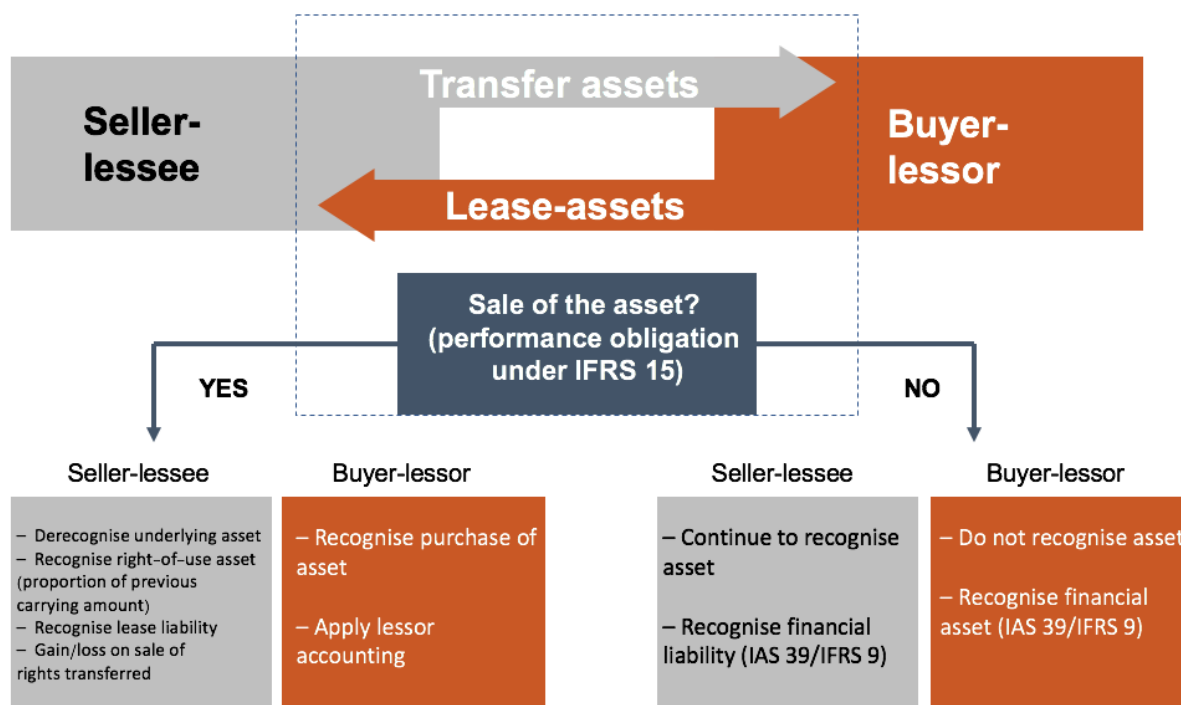 Transfer assets
Seller-
lessee
Buyer-
lessor
Lease-assets
Sale of the asset?
(performance obligation
under IFRS 15)
YES
NO
Seller-lessee
– Derecognise underlying asset
– Recognise right-of-use asset
(proportion of previous
carrying amount)
– Recognise lease liability
– Gain/loss on sale of
rights transferred
Buyer-lessor
– Recognise purchase of
asset
– Apply lessor
accounting
Seller-lessee
– Continue to recognise
asset
– Recognise financial
liability (IAS 39/IFRS 9)
Buyer-lessor
– Do not recognise asset
– Recognise financial
asset (IAS 39/IFRS 9)